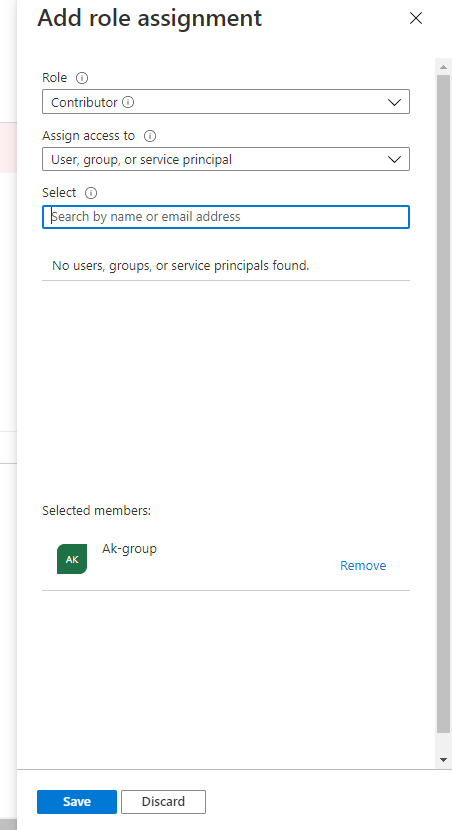 Add role assignment
Role
Contributor
Assign access to
User, group, or service principal
Select
Search by name or email address
No users, groups, or service principals found.
Selected members:
AK
Ak-group
Remove
Save
Discard